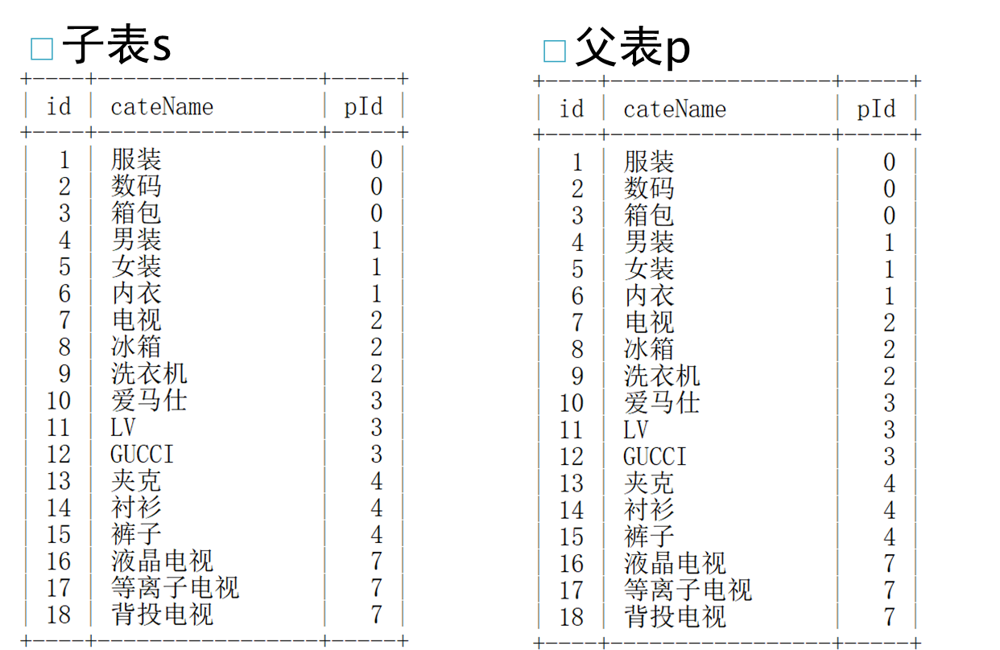 子表s
+----+-----------------+------+
| id | cateName | pId |
+----+-----------------+------+
| 1 | 服装 | 0 |
| 2 | 数码 | 0 |
| 3 | 箱包 | 0 |
| 4 | 男装 | 1 |
| 5 | 女装 | 1 |
| 6 | 内衣 | 1 |
| 7 | 电视 | 2 |
| 8 | 冰箱 | 2 |
| 9 | 洗衣机 | 2 |
| 10 | 爱马仕 | 3 |
| 11 | LV | 3 |
| 12 | GUCCI | 3 |
| 13 | 夹克 | 4 |
| 14 | 衬衫 | 4 |
| 15 | 裤子 | 4 |
| 16 | 液晶电视 | 7 |
| 17 | 等离子电视 | 7 |
| 18 | 背投电视 | 7 |
+----+-----------------+------+
父表p
+----+-----------------+------+
| id | cateName | pId |
+----+-----------------+------+
| 1 | 服装 | 0 |
| 2 | 数码 | 0 |
| 3 | 箱包 | 0 |
| 4 | 男装 | 1 |
| 5 | 女装 | 1 |
| 6 | 内衣 | 1 |
| 7 | 电视 | 2 |
| 8 | 冰箱 | 2 |
| 9 | 洗衣机 | 2 |
| 10 | 爱马仕 | 3 |
| 11 | LV | 3 |
| 12 | GUCCI | 3 |
| 13 | 夹克 | 4 |
| 14 | 衬衫 | 4 |
| 15 | 裤子 | 4 |
| 16 | 液晶电视 | 7 |
| 17 | 等离子电视 | 7 |
| 18 | 背投电视 | 7 |
+----+-----------------+------+